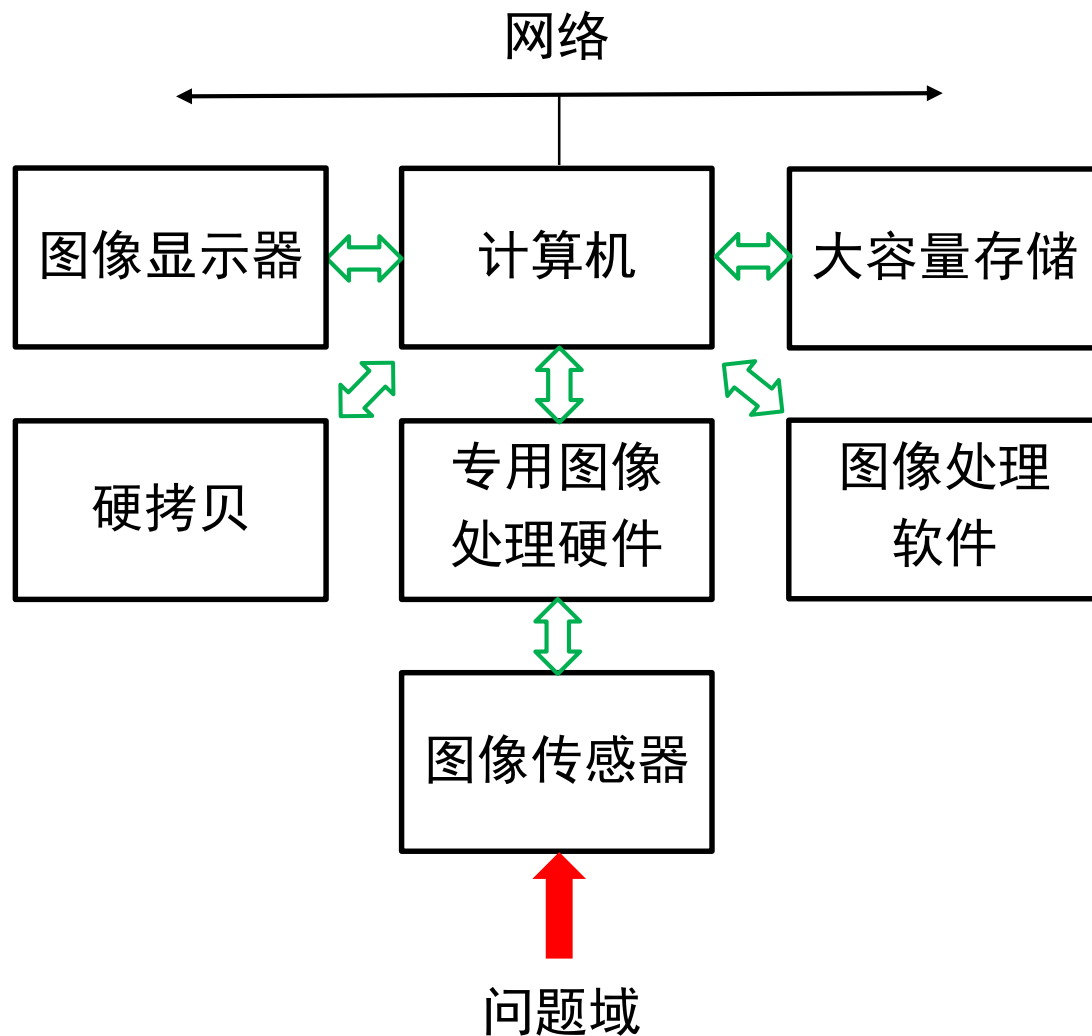 网络
图像显示器
计算机
大容量存储
硬拷贝
专用图像
处理硬件
图像处理
软件
图像传感器
问题域